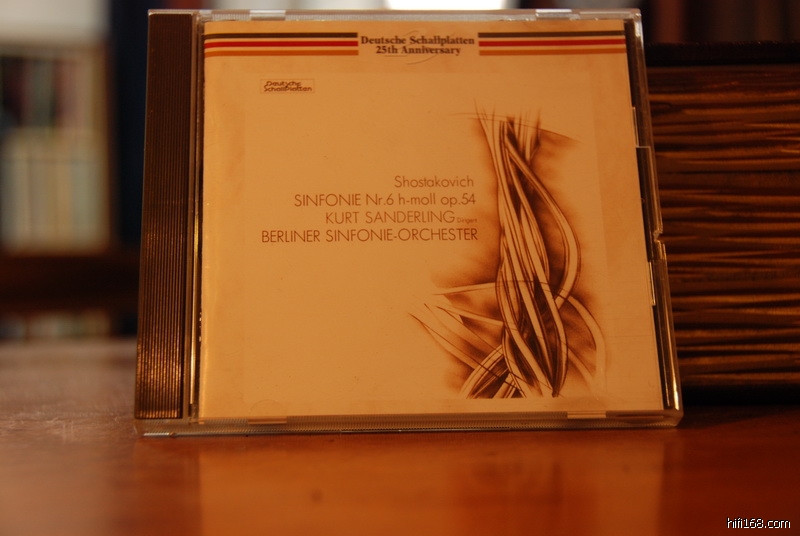 Deutsche Schallplatten
25th Anniversary
Deutsche
Schallplatten
Shostakovich
SINFONIE Nr.6 h-moll op.54
KURT SANDERLING Dirigent
BERLINER SINFONIE-ORCHESTER
hifi168.com